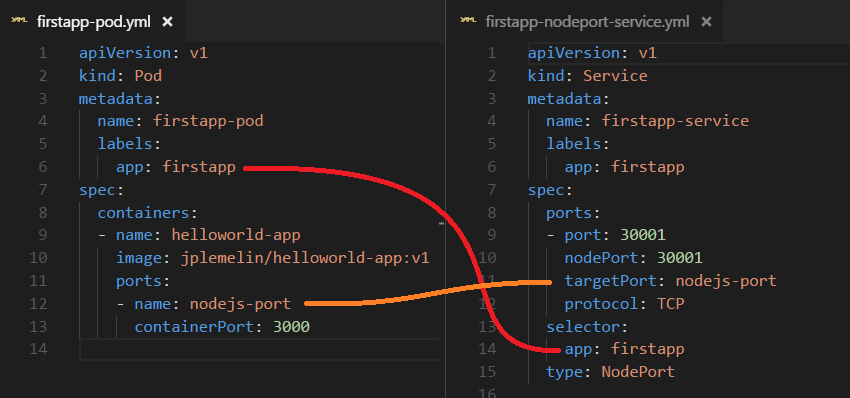 YAML firstapp-pod.yml ×
1 apiVersion: v1
2 kind: Pod
3 metadata:
4   name: firstapp-pod
5   labels:
6     app: firstapp
7 spec:
8   containers:
9   - name: helloworld-app
10     image: jplemelin/helloworld-app:v1
11     ports:
12     - name: nodejs-port
13       containerPort: 3000
14
YAML firstapp-nodeport-service.yml ×
1 apiVersion: v1
2 kind: Service
3 metadata:
4   name: firstapp-service
5   labels:
6     app: firstapp
7 spec:
8   ports:
9   - port: 30001
10     nodePort: 30001
11     targetPort: nodejs-port
12     protocol: TCP
13   selector:
14     app: firstapp
15   type: NodePort
16